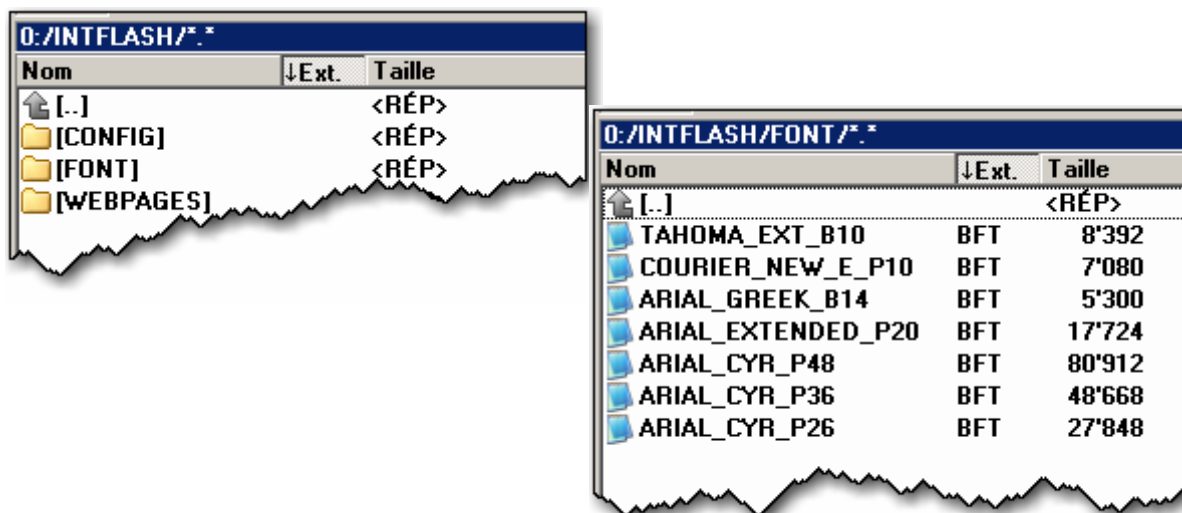 0:/INTFLASH/*.*
Nom ↓Ext. Taille
[..] <RÉP>
[CONFIG] <RÉP>
[FONT] <RÉP>
[WEBPAGES]
0:/INTFLASH/FONT/*.*
Nom ↓Ext. Taille
[..] <RÉP>
TAHOMA_EXT_B10 BFT 8'392
COURIER_NEW_E_P10 BFT 7'080
ARIAL_GREEK_B14 BFT 5'300
ARIAL_EXTENDED_P20 BFT 17'724
ARIAL_CYR_P48 BFT 80'912
ARIAL_CYR_P36 BFT 48'668
ARIAL_CYR_P26 BFT 27'848